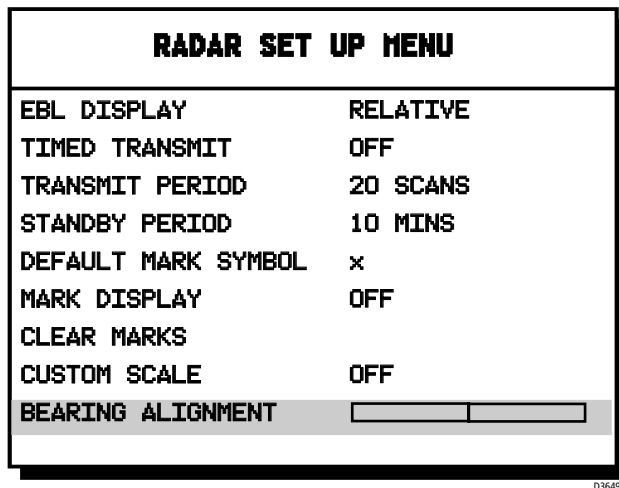 RADAR SET UP MENU
EBL DISPLAY RELATIVE
TIMED TRANSMIT OFF
TRANSMIT PERIOD 20 SCANS
STANDBY PERIOD 10 MINS
DEFAULT MARK SYMBOL x
MARK DISPLAY OFF
CLEAR MARKS
CUSTOM SCALE OFF
BEARING ALIGNMENT
D3649